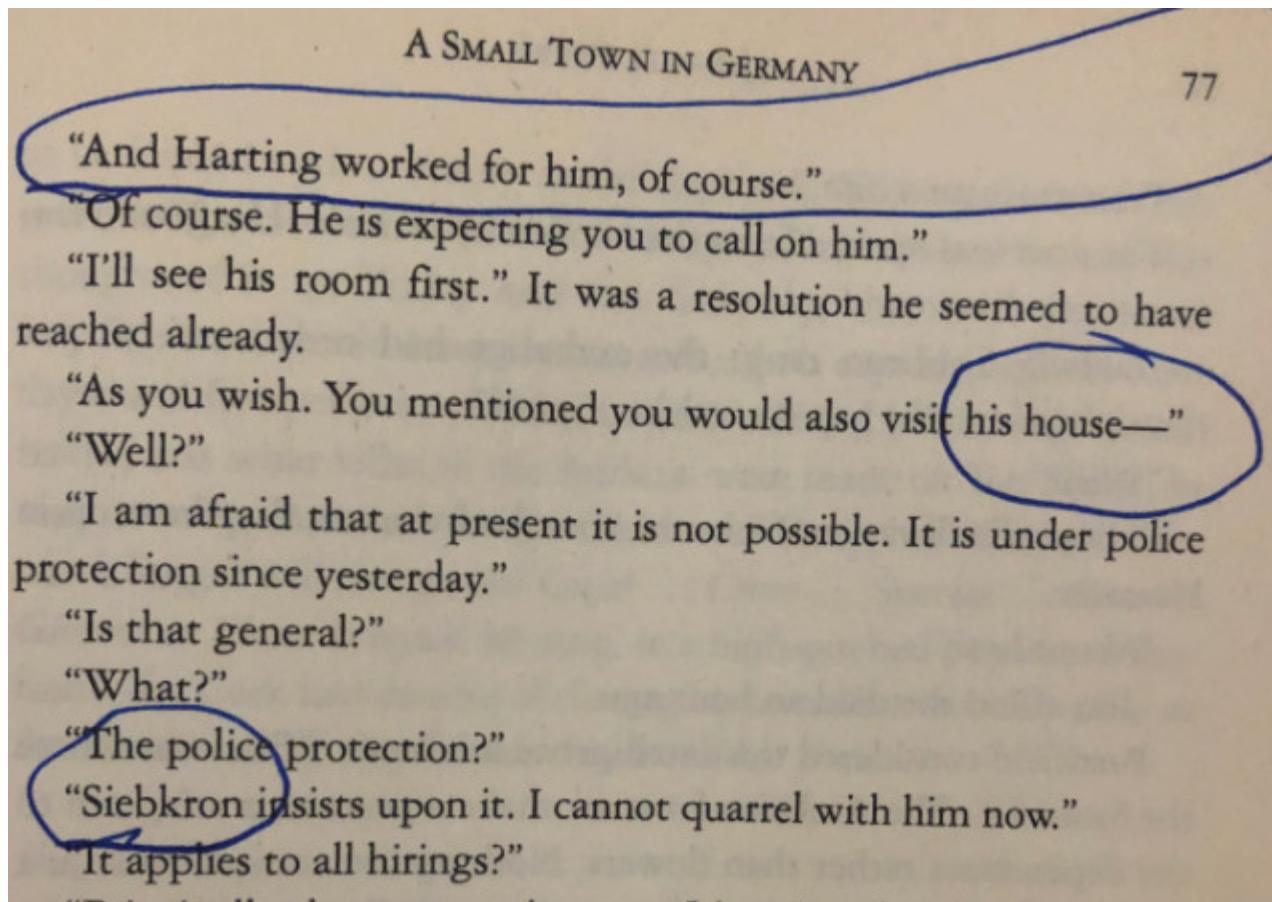 A SMALL TOWN IN GERMANY
77
“And Harting worked for him, of course.”
“Of course. He is expecting you to call on him.”
“I’ll see his room first.” It was a resolution he seemed to have
reached already.
“As you wish. You mentioned you would also visit his house—”
“Well?”
“I am afraid that at present it is not possible. It is under police
protection since yesterday.”
“Is that general?”
“What?”
“The police protection?”
“Siebkron insists upon it. I cannot quarrel with him now.”
“It applies to all hirings?”